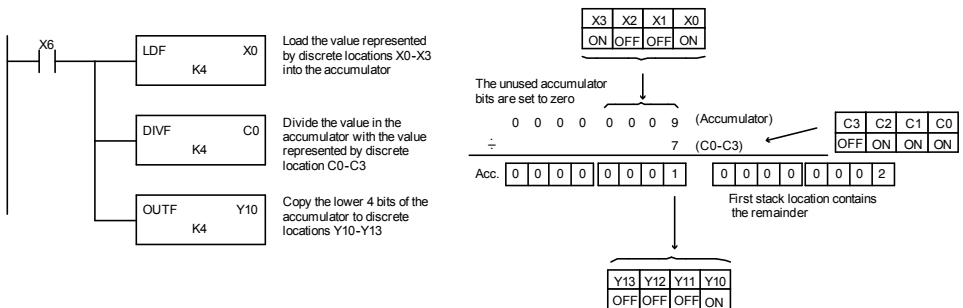 X6
LDF X0
K4
Load the value represented
by discrete locations X0-X3
into the accumulator
DIVF C0
K4
Divide the value in the
accumulator with the value
represented by discrete
location C0-C3
OUTF Y10
K4
Copy the lower 4 bits of the
accumulator to discrete
locations Y10-Y13
X3 X2 X1 X0
ON OFF OFF ON
The unused accumulator
bits are set to zero
0 0 0 0 0 0 0 9 (Accumulator)
÷ 7 (C0-C3)
C3 C2 C1 C0
OFF ON ON ON
Acc. 0 0 0 0 0 0 0 1 0 0 0 0 0 0 0 2
First stack location contains
the remainder
Y13 Y12 Y11 Y10
OFF OFF OFF ON